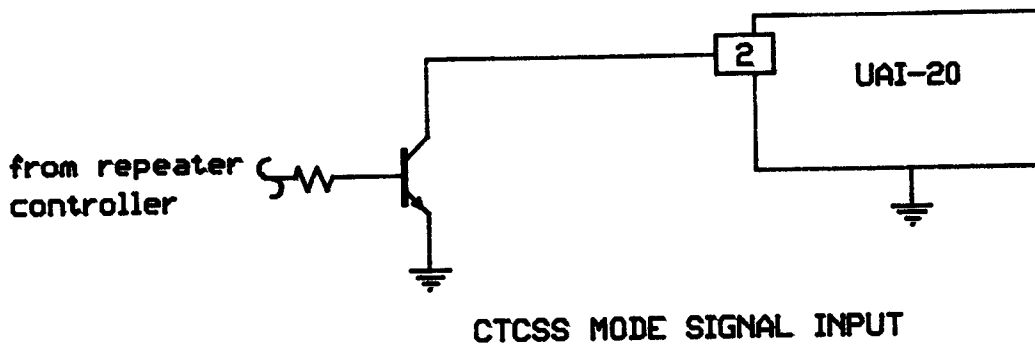 2
UAI-20
from repeater
controller
CTCSS MODE SIGNAL INPUT